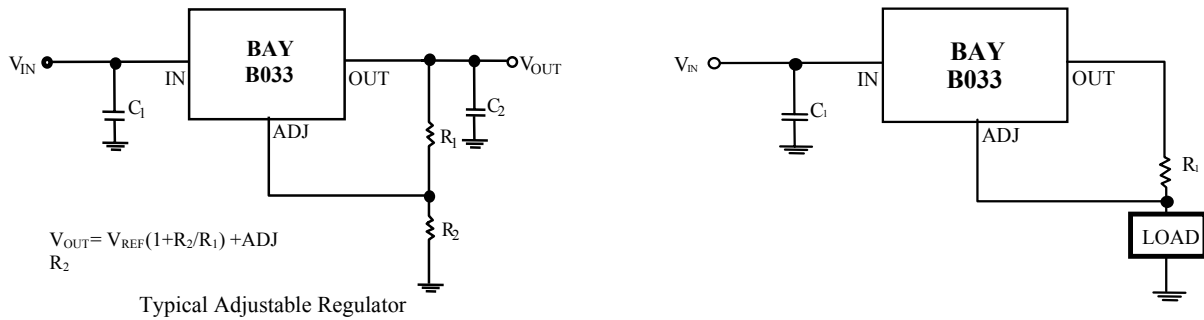 BAY
B033
V_IN
IN
OUT
V_OUT
C_1
C_2
ADJ
R_1
R_2
V_OUT= V_REF(1+R_2/R_1) +ADJ
R_2
Typical Adjustable Regulator
BAY
B033
V_IN
IN
OUT
C_1
ADJ
R_1
LOAD